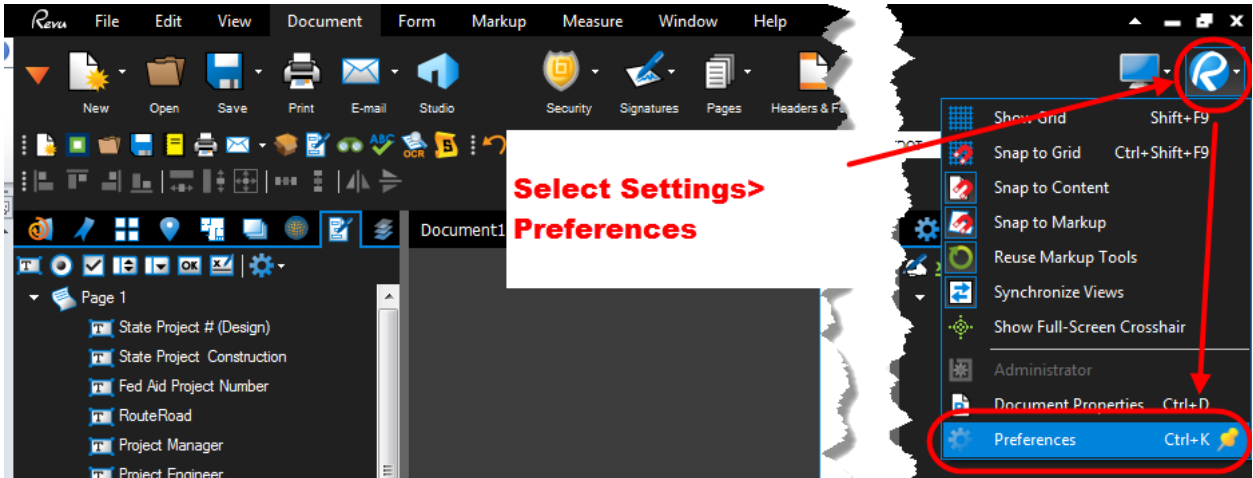 Revu File Edit View Document Form Markup Measure Window Help
New Open Save Print E-mail Studio Security Signatures Pages Headers &
ABC
OCR
Show Grid Shift+F9
Snap to Grid Ctrl+Shift+F9
Select Settings>
Preferences
Snap to Content
Document1
Snap to Markup
OK
Reuse Markup Tools
Page 1
Synchronize Views
State Project # (Design)
Show Full-Screen Crosshair
State Project Construction
Administrator
Fed Aid Project Number
Document Properties Ctrl+D
RouteRoad
Preferences Ctrl+K
Project Manager
Project Engineer